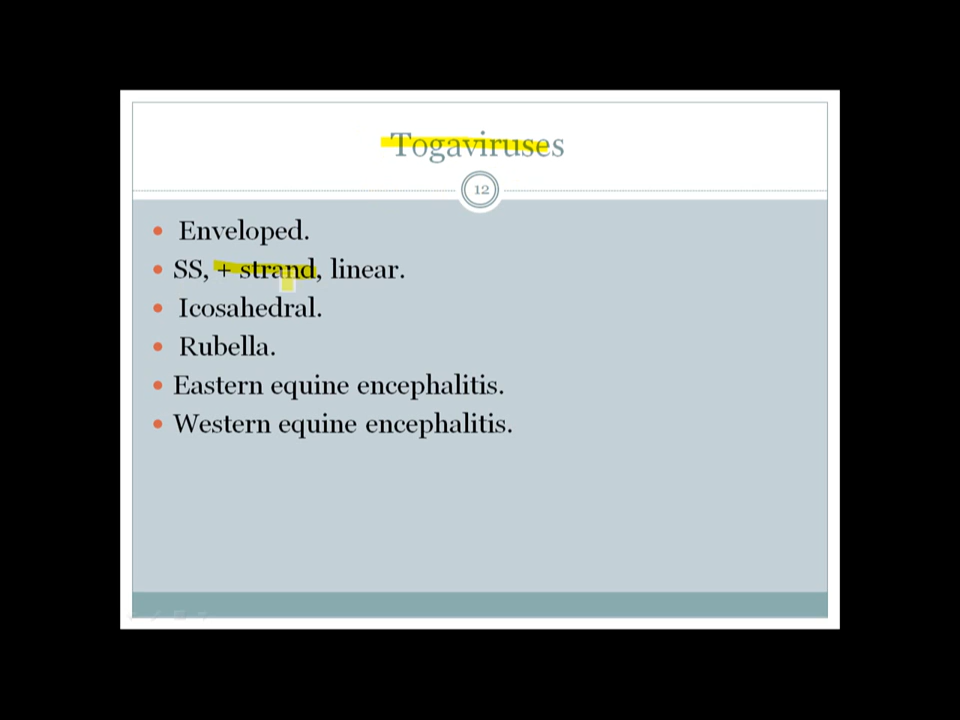 Togaviruses
12
• Enveloped.
• SS, + strand, linear.
• Icosahedral.
• Rubella.
• Eastern equine encephalitis.
• Western equine encephalitis.